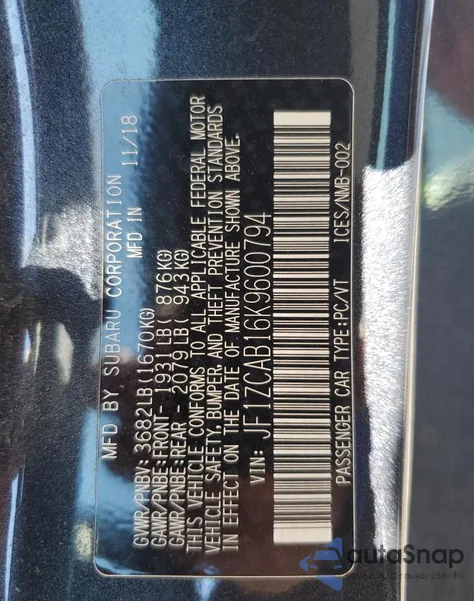 MFD BY SUBARU CORPORATION 11/18
MFD IN
GVWR/PNBV: 3682LB(1670KG)
GAWR/PNBE:FRONT- 1931LB( 876KG)
GAWR/PNBE:REAR - 2079LB( 943KG)
THIS VEHICLE CONFORMS TO ALL APPLICABLE FEDERAL MOTOR
VEHICLE SAFETY, BUMPER, AND THEFT PREVENTION STANDARDS
IN EFFECT ON THE DATE OF MANUFACTURE SHOWN ABOVE.
VIN: JF1ZCAB16K9600794
PASSENGER CAR TYPE:PC/VT ICES/NMB-002
autoSnap